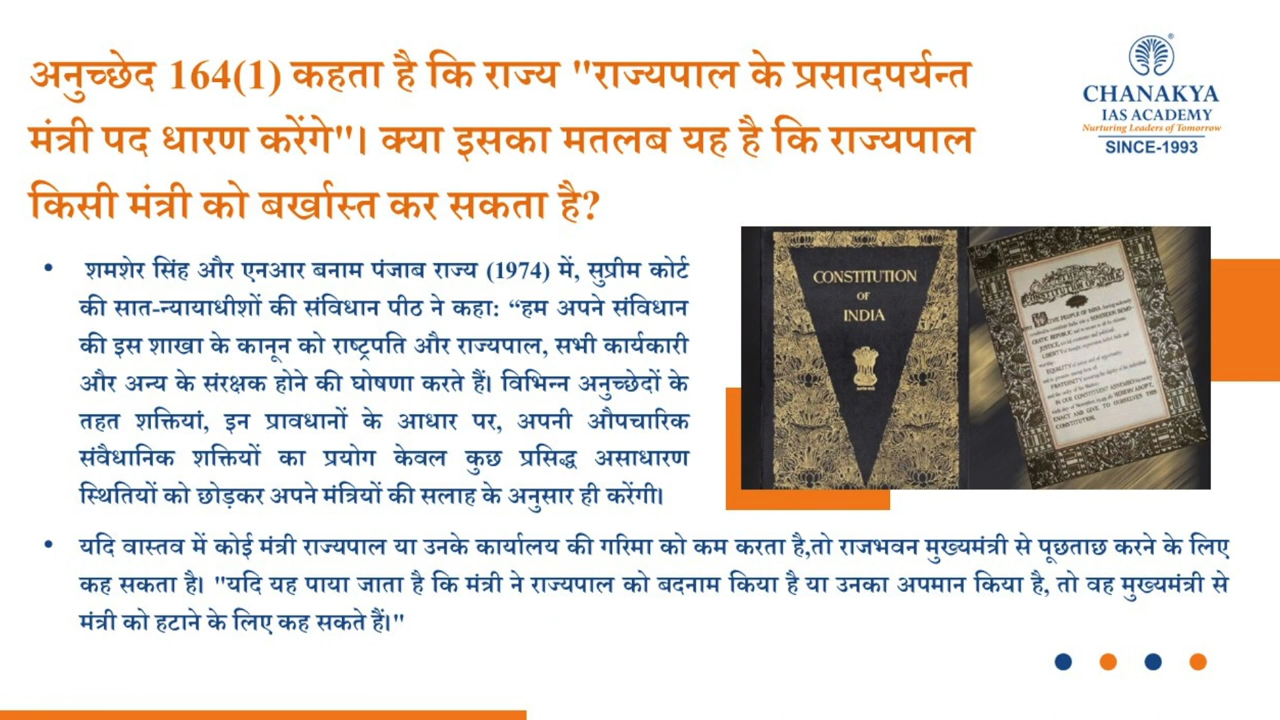 अनुच्छेद 164(1) कहता है कि राज्य "राज्यपाल के प्रसादपर्यन्त
मंत्री पद धारण करेंगे"। क्या इसका मतलब यह है कि राज्यपाल
किसी मंत्री को बर्खास्त कर सकता है?
CHANAKYA
IAS ACADEMY
Nurturing Leaders of Tomorrow
SINCE-1993
• शमशेर सिंह और एनआर बनाम पंजाब राज्य (1974) में, सुप्रीम कोर्ट
की सात-न्यायाधीशों की संविधान पीठ ने कहा: “हम अपने संविधान
की इस शाखा के कानून को राष्ट्रपति और राज्यपाल, सभी कार्यकारी
और अन्य के संरक्षक होने की घोषणा करते हैं। विभिन्न अनुच्छेदों के
तहत शक्तियां, इन प्रावधानों के आधार पर, अपनी औपचारिक
संवैधानिक शक्तियों का प्रयोग केवल कुछ प्रसिद्ध असाधारण
स्थितियों को छोड़कर अपने मंत्रियों की सलाह के अनुसार ही करेंगी।
CONSTITUTION
OF
INDIA
• यदि वास्तव में कोई मंत्री राज्यपाल या उनके कार्यालय की गरिमा को कम करता है,तो राजभवन मुख्यमंत्री से पूछताछ करने के लिए
कह सकता है। "यदि यह पाया जाता है कि मंत्री ने राज्यपाल को बदनाम किया है या उनका अपमान किया है, तो वह मुख्यमंत्री से
मंत्री को हटाने के लिए कह सकते हैं।"